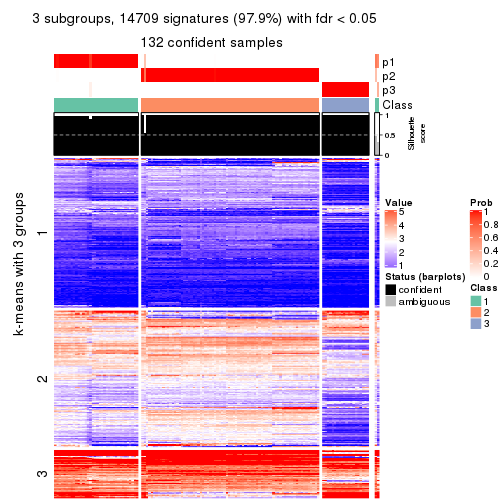 3 subgroups, 14709 signatures (97.9%) with fdr < 0.05
132 confident samples
p1
p2
p3
Class
1
0.5
0
Silhouette
score
k-means with 3 groups
1
2
3
Value
5
4
3
2
1
Status (barplots)
confident
ambiguous
Prob
1
0.8
0.6
0.4
0.2
0
Class
1
2
3